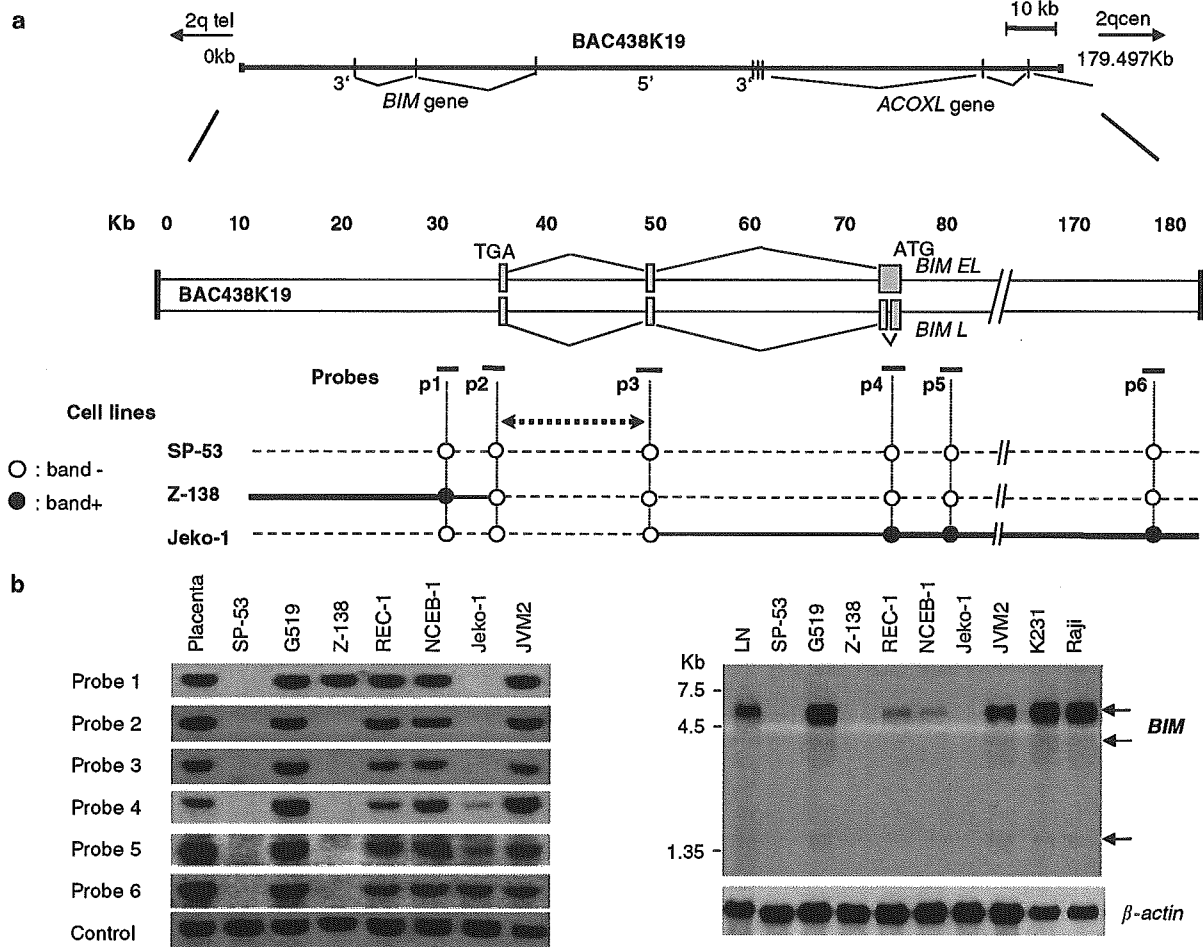 a
2q tel
10 kb
2qcen
BAC438K19
0kb
179.497Kb
3‘
5’
3‘
BIM gene
ACOXL gene
Kb 0 10 20 30 40 50 60 70 80 170 180
TGA
ATG
BIM EL
BAC438K19
BIM L
Probes
p1 p2 p3 p4 p5 p6
Cell lines
SP-53
: band -
Z-138
: band+
Jeko-1
b
Placenta SP-53 G519 Z-138 REC-1 NCEB-1 Jeko-1 JVM2
Probe 1
Probe 2
Probe 3
Probe 4
Probe 5
Probe 6
Control
LN SP-53 G519 Z-138 REC-1 NCEB-1 Jeko-1 JVM2 K231 Raji
Kb
7.5
4.5
BIM
1.35
β-actin